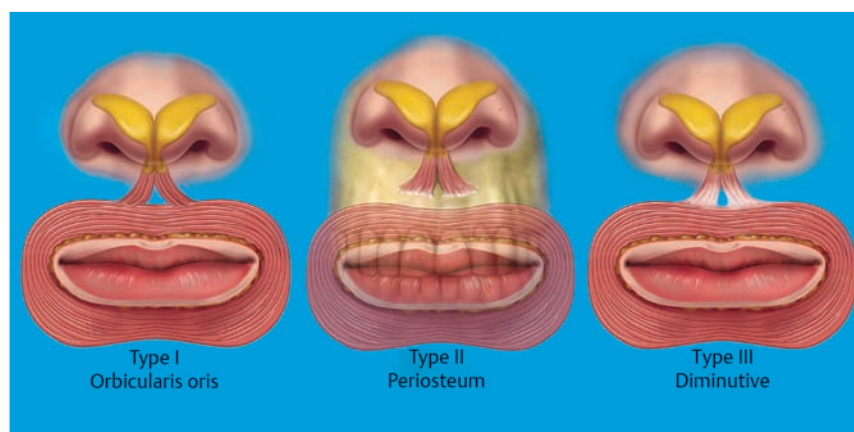 Type I
Orbicularis oris
Type II
Periosteum
Type III
Diminutive